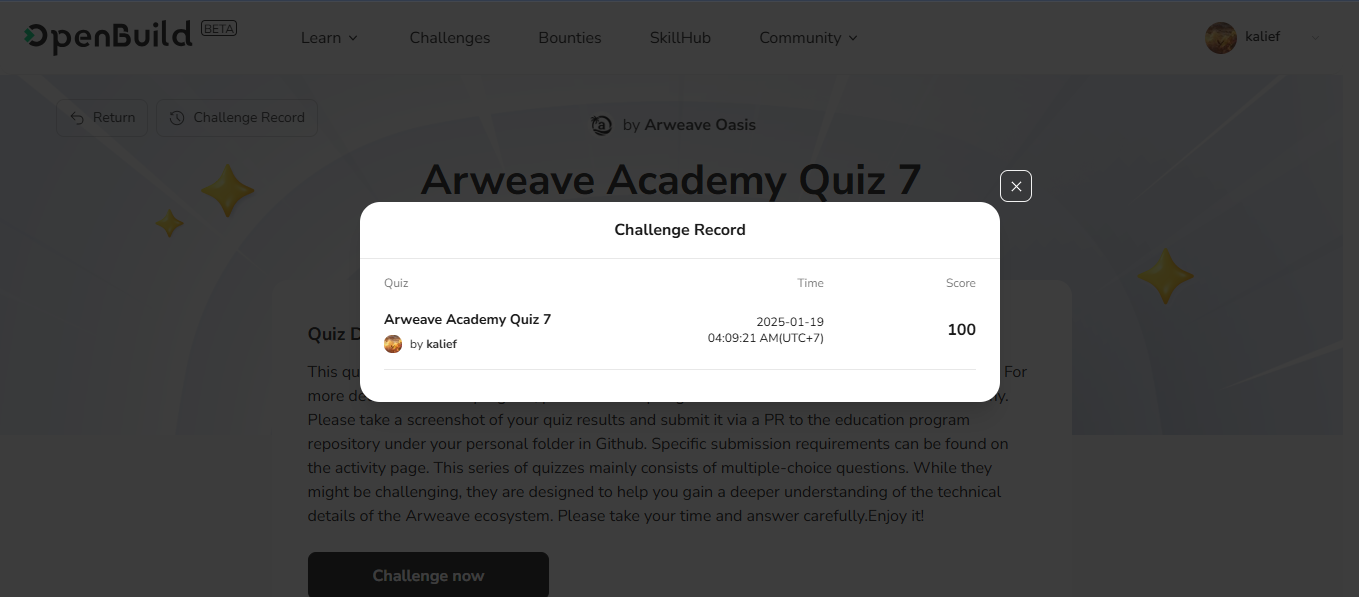 OpenBuild BETA Learn Challenges Bounties SkillHub Community kalief
Return Challenge Record
by Arweave Oasis
Arweave Academy Quiz 7
Challenge Record
Quiz Time Score
Arweave Academy Quiz 7
by kalief
2025-01-19
04:09:21 AM(UTC+7)
100
Quiz D
This qu For
more de
Please take a screenshot of your quiz results and submit it via a PR to the education program
repository under your personal folder in Github. Specific submission requirements can be found on
the activity page. This series of quizzes mainly consists of multiple-choice questions. While they
might be challenging, they are designed to help you gain a deeper understanding of the technical
details of the Arweave ecosystem. Please take your time and answer carefully.Enjoy it!
Challenge now